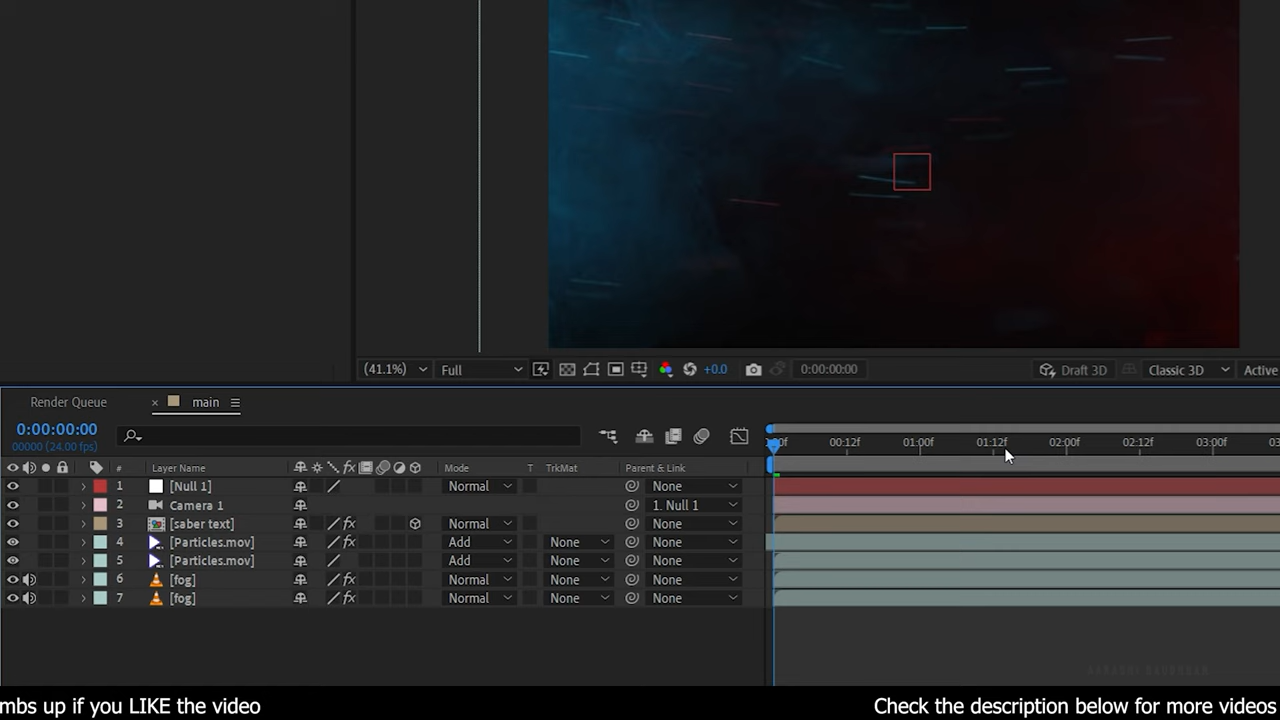 (41.1%) Full +0.0 0:00:00:00 Draft 3D Classic 3D Active
Render Queue × main
0:00:00:00
00000 (24.00 fps)
00:12f 01:00f 01:12f 02:00f 02:12f 03:00f
# Layer Name Mode T TrkMat Parent & Link
1 [Null 1] Normal None
2 Camera 1 1. Null 1
3 [saber text] fx Normal None
4 [Particles.mov] fx Add None None
5 [Particles.mov] Add None None
6 [fog] fx Normal None None
7 [fog] fx Normal None None
mbs up if you LIKE the video
Check the description below for more videos